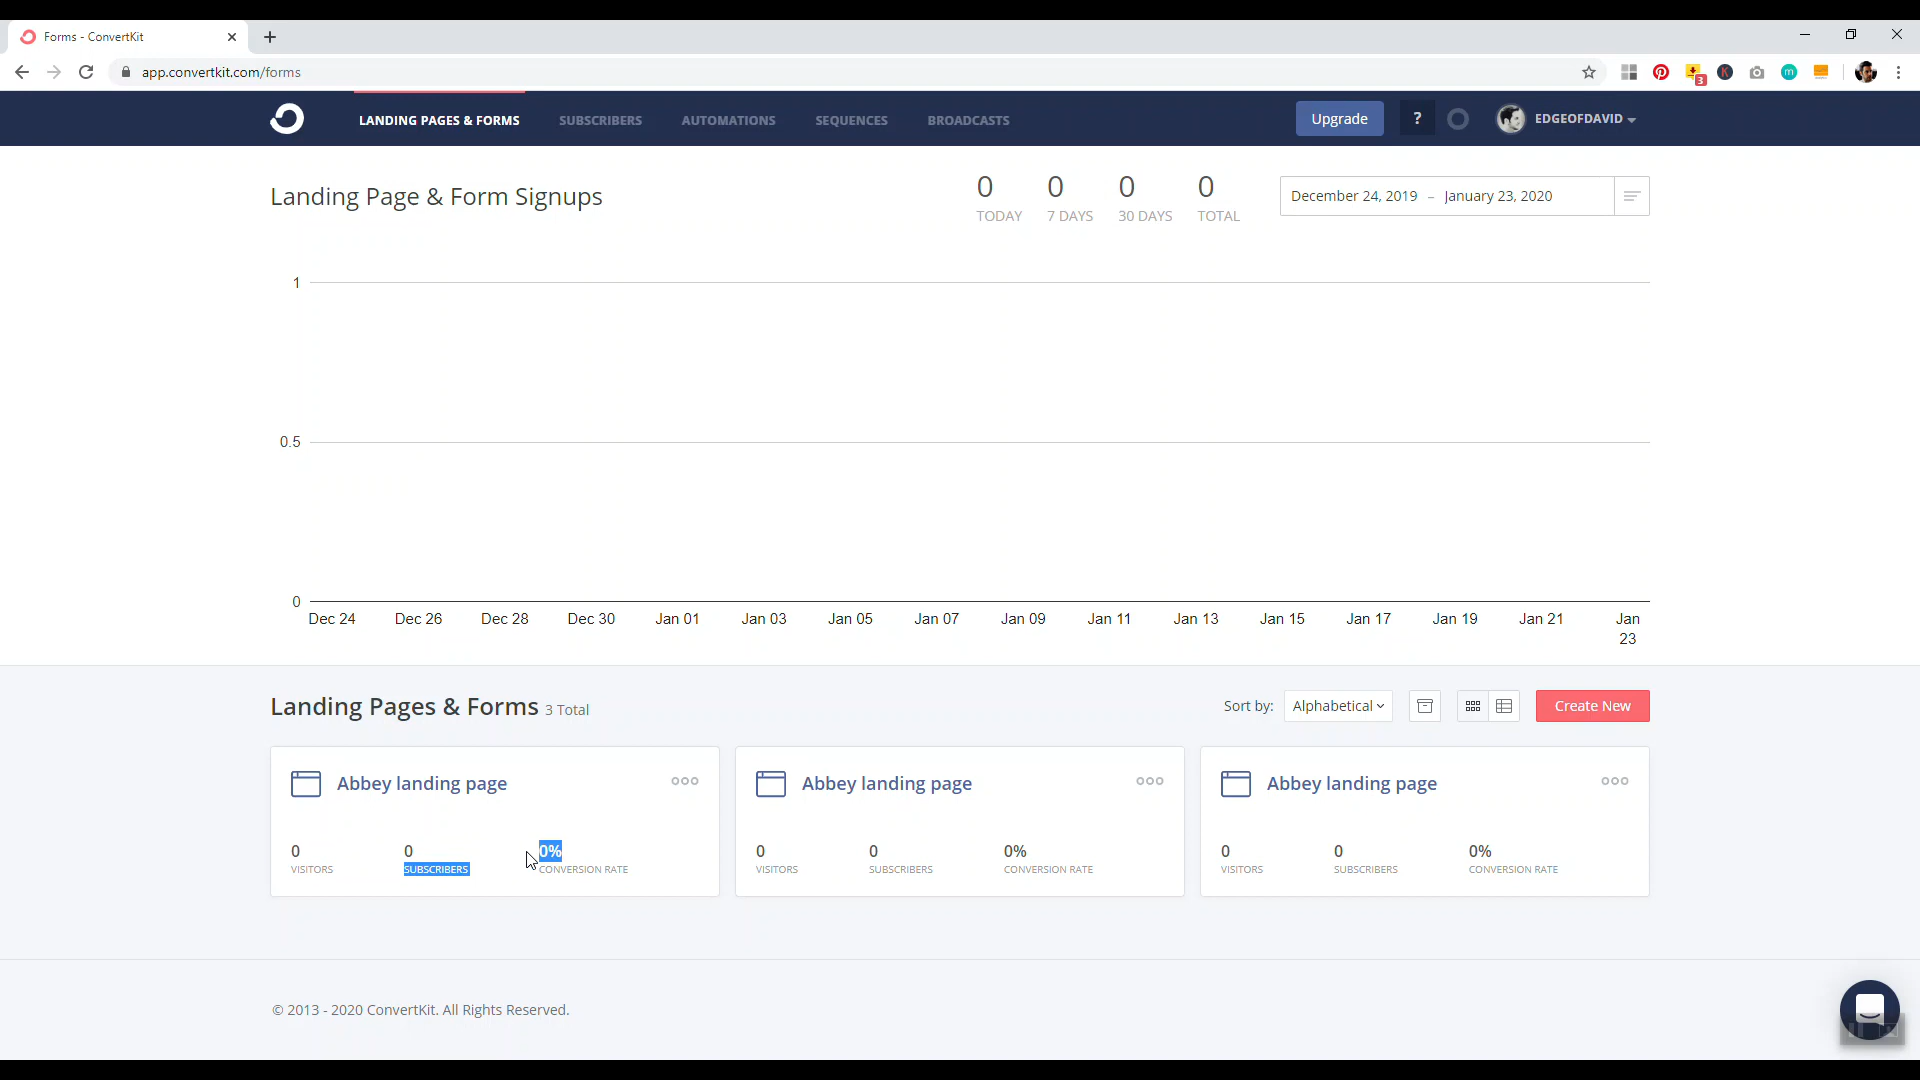 Forms - ConvertKit
app.convertkit.com/forms
3
K
m
LANDING PAGES & FORMS SUBSCRIBERS AUTOMATIONS SEQUENCES BROADCASTS
Upgrade ? EDGEOFDAVID
Landing Page & Form Signups
0 0 0 0
TODAY 7 DAYS 30 DAYS TOTAL
December 24, 2019 – January 23, 2020
1
0.5
0
Dec 24 Dec 26 Dec 28 Dec 30 Jan 01 Jan 03 Jan 05 Jan 07 Jan 09 Jan 11 Jan 13 Jan 15 Jan 17 Jan 19 Jan 21 Jan
23
Landing Pages & Forms 3 Total
Sort by: Alphabetical Create New
Abbey landing page
0 0 0%
VISITORS SUBSCRIBERS CONVERSION RATE
Abbey landing page
0 0 0%
VISITORS SUBSCRIBERS CONVERSION RATE
Abbey landing page
0 0 0%
VISITORS SUBSCRIBERS CONVERSION RATE
© 2013 - 2020 ConvertKit. All Rights Reserved.